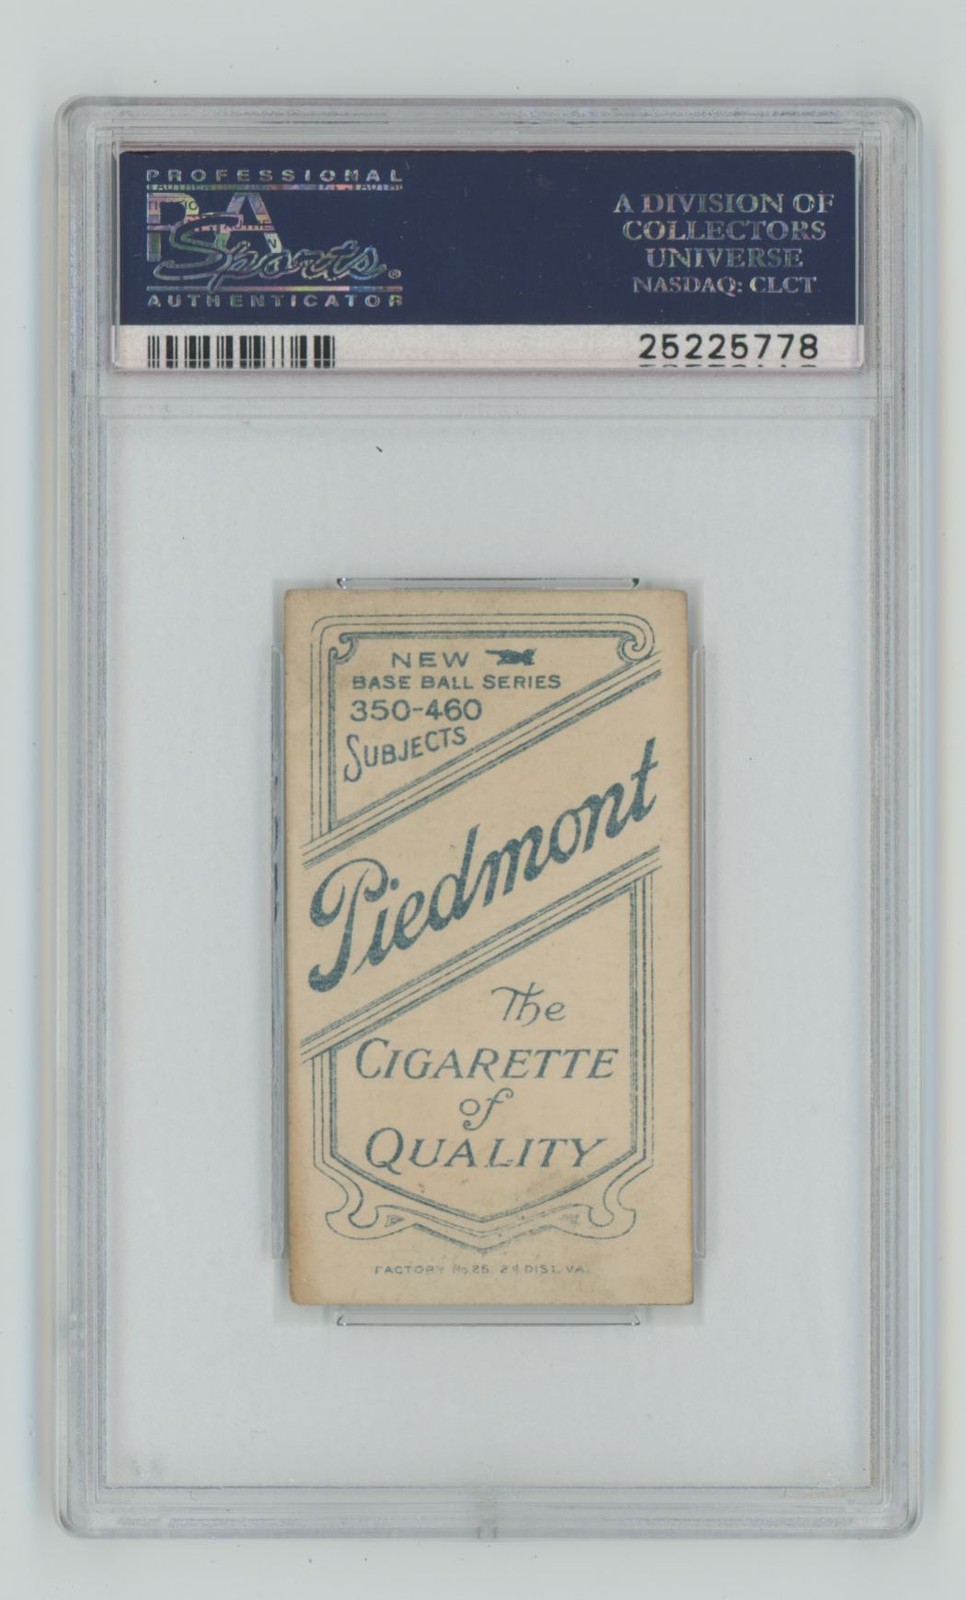 PROFESSIONAL
PSA
Sports
AUTHENTICATOR
A DIVISION OF
COLLECTORS
UNIVERSE
NASDAQ: CLCT
25225778
NEW
BASE BALL SERIES
350-460
SUBJECTS
Piedmont
The
CIGARETTE
of
QUALITY
FACTORY No. 25, 2d DIST. VA.